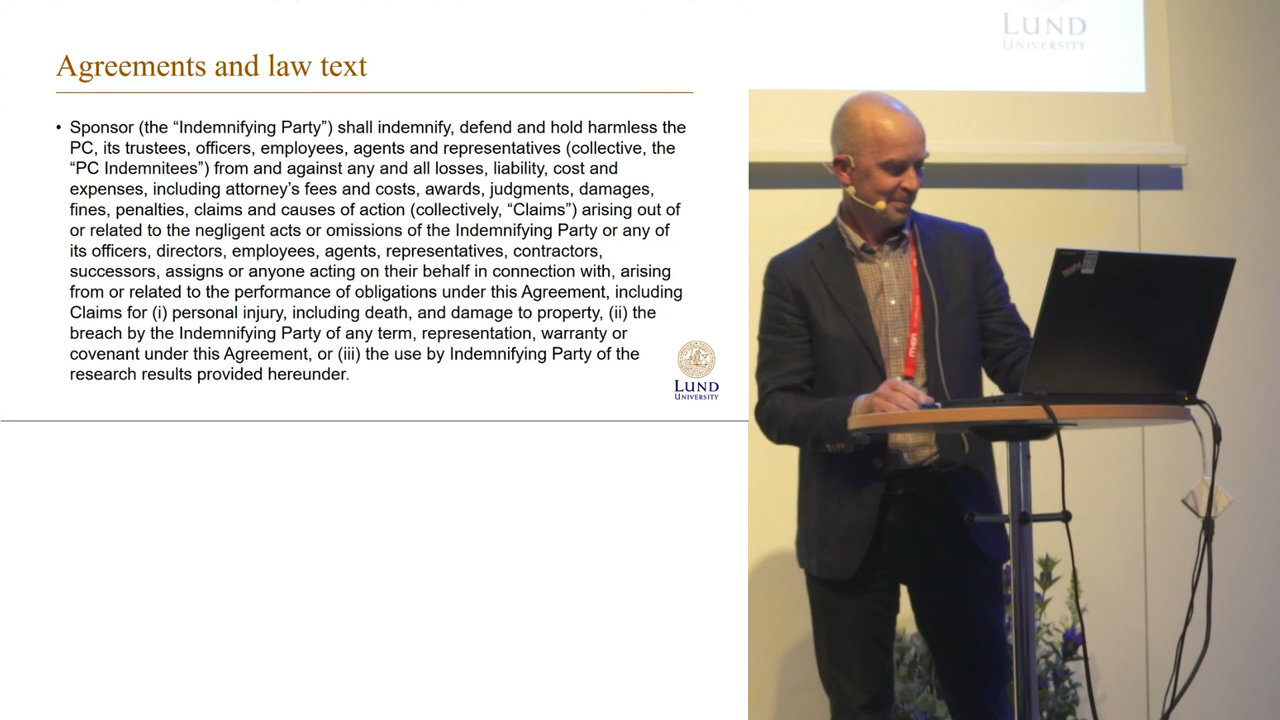 Agreements and law text
• Sponsor (the “Indemnifying Party”) shall indemnify, defend and hold harmless the
PC, its trustees, officers, employees, agents and representatives (collective, the
“PC Indemnitees”) from and against any and all losses, liability, cost and
expenses, including attorney’s fees and costs, awards, judgments, damages,
fines, penalties, claims and causes of action (collectively, “Claims”) arising out of
or related to the negligent acts or omissions of the Indemnifying Party or any of
its officers, directors, employees, agents, representatives, contractors,
successors, assigns or anyone acting on their behalf in connection with, arising
from or related to the performance of obligations under this Agreement, including
Claims for (i) personal injury, including death, and damage to property, (ii) the
breach by the Indemnifying Party of any term, representation, warranty or
covenant under this Agreement, or (iii) the use by Indemnifying Party of the
research results provided hereunder.
LUND
UNIVERSITY
LUND
UNIVERSITY
ThinkPad